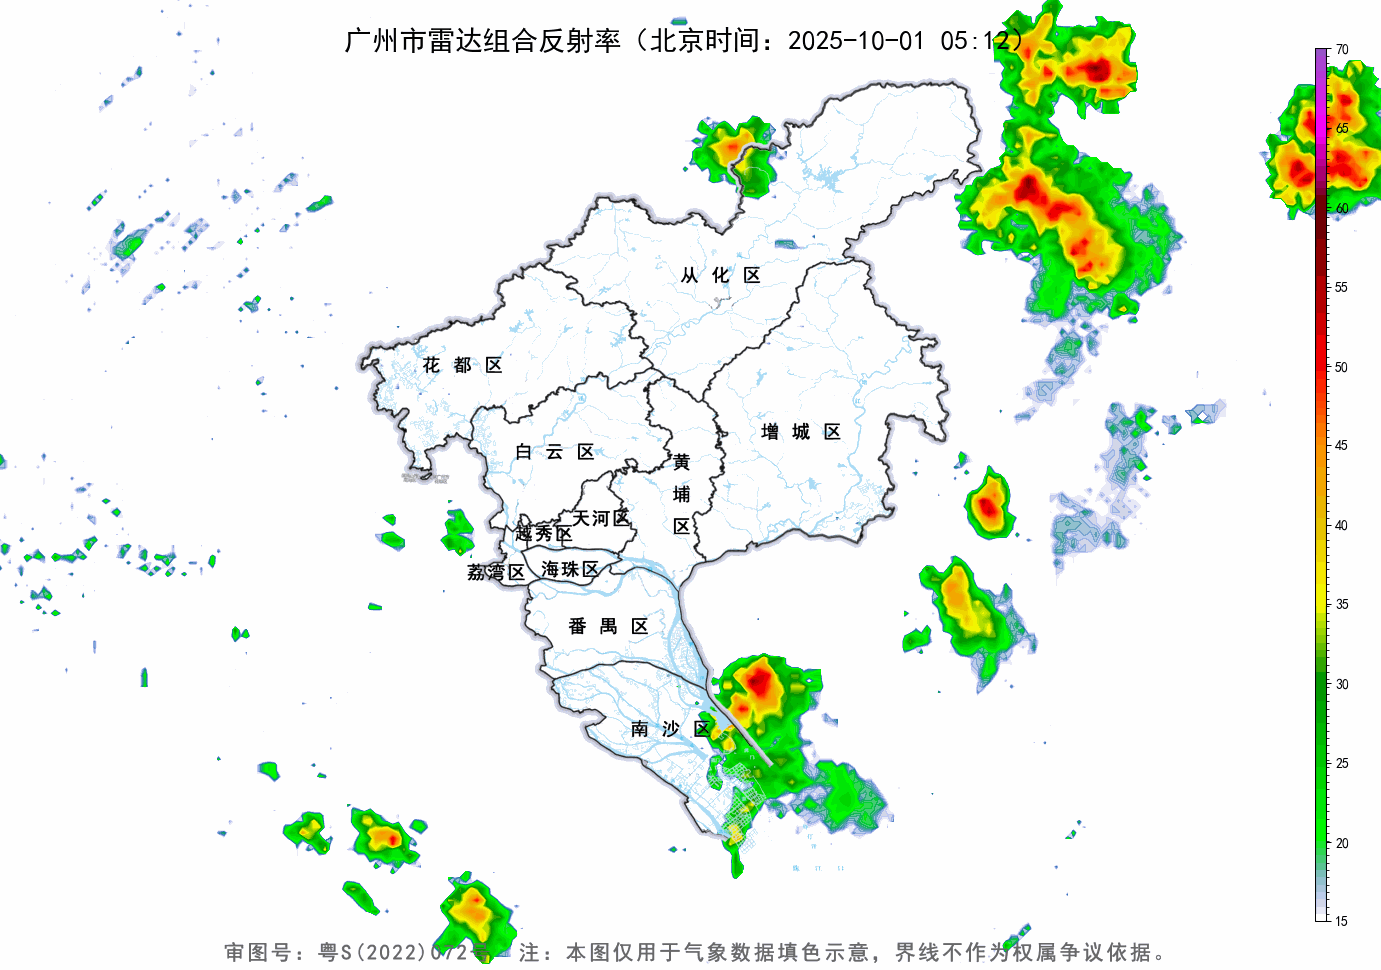 广州市雷达组合反射率（北京时间：2025-10-01 05:12）
70
65
60
55
50
45
40
35
30
25
20
15
从化区
花都区
增城区
白云区
黄埔区
天河区
越秀区
荔湾区
海珠区
番禺区
南沙区
审图号：粤S(2022)072号 注：本图仅用于气象数据填色示意，界线不作为权属争议依据。